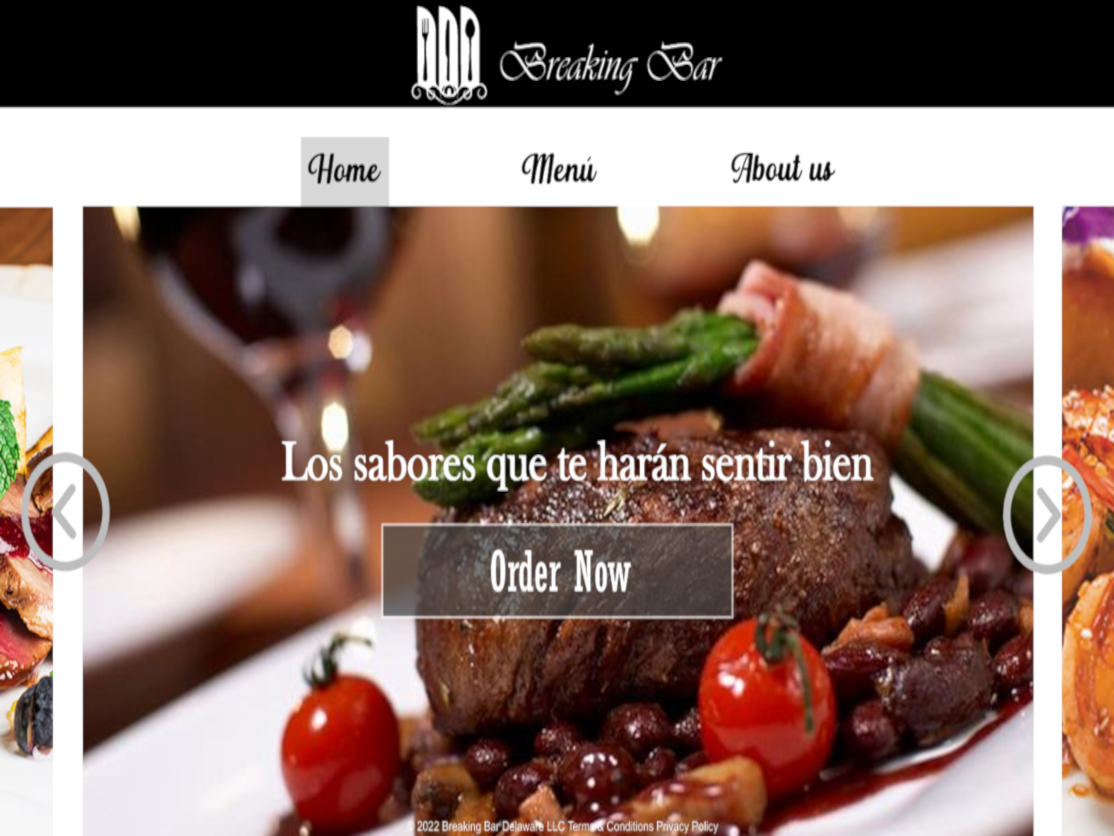 Breaking Bar
Home Menú About us
Los sabores que te harán sentir bien
Order Now
© 2022 Breaking Bar Delaware LLC Terms & Conditions Privacy Policy